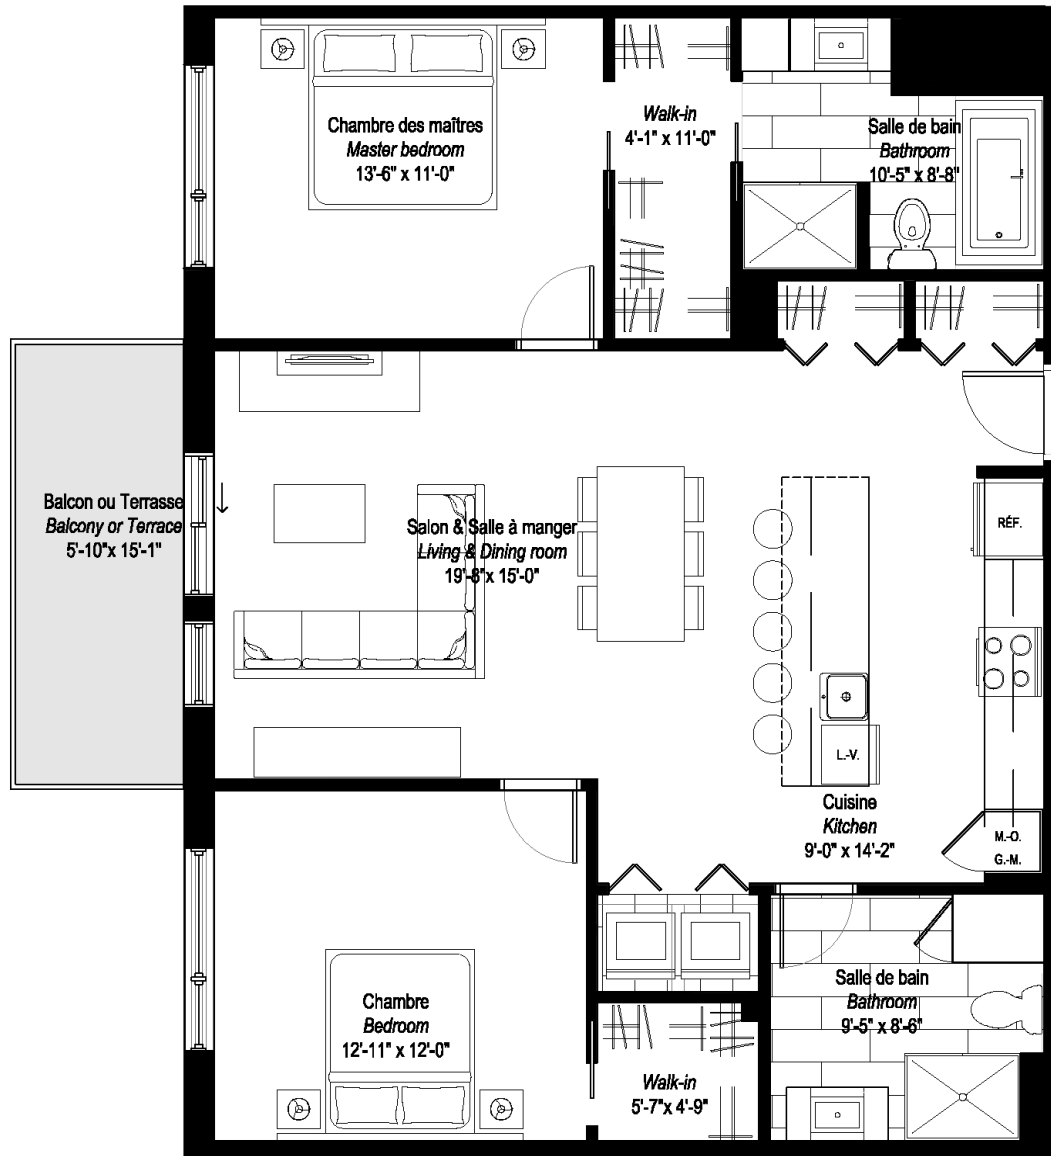 Chambre des maîtres
Master bedroom
13'-6" x 11'-0"
Walk-in
4'-1" x 11'-0"
Salle de bain
Bathroom
10'-5" x 8'-8"
Balcon ou Terrasse
Balcony or Terrace
5'-10"x 15'-1"
Salon & Salle à manger
Living & Dining room
19'-8"x 15'-0"
RÉF.
L.-V.
Cuisine
Kitchen
9'-0" x 14'-2"
M.-O.
G.-M.
Chambre
Bedroom
12'-11" x 12'-0"
Walk-in
5'-7"x 4'-9"
Salle de bain
Bathroom
9'-5" x 8'-6"